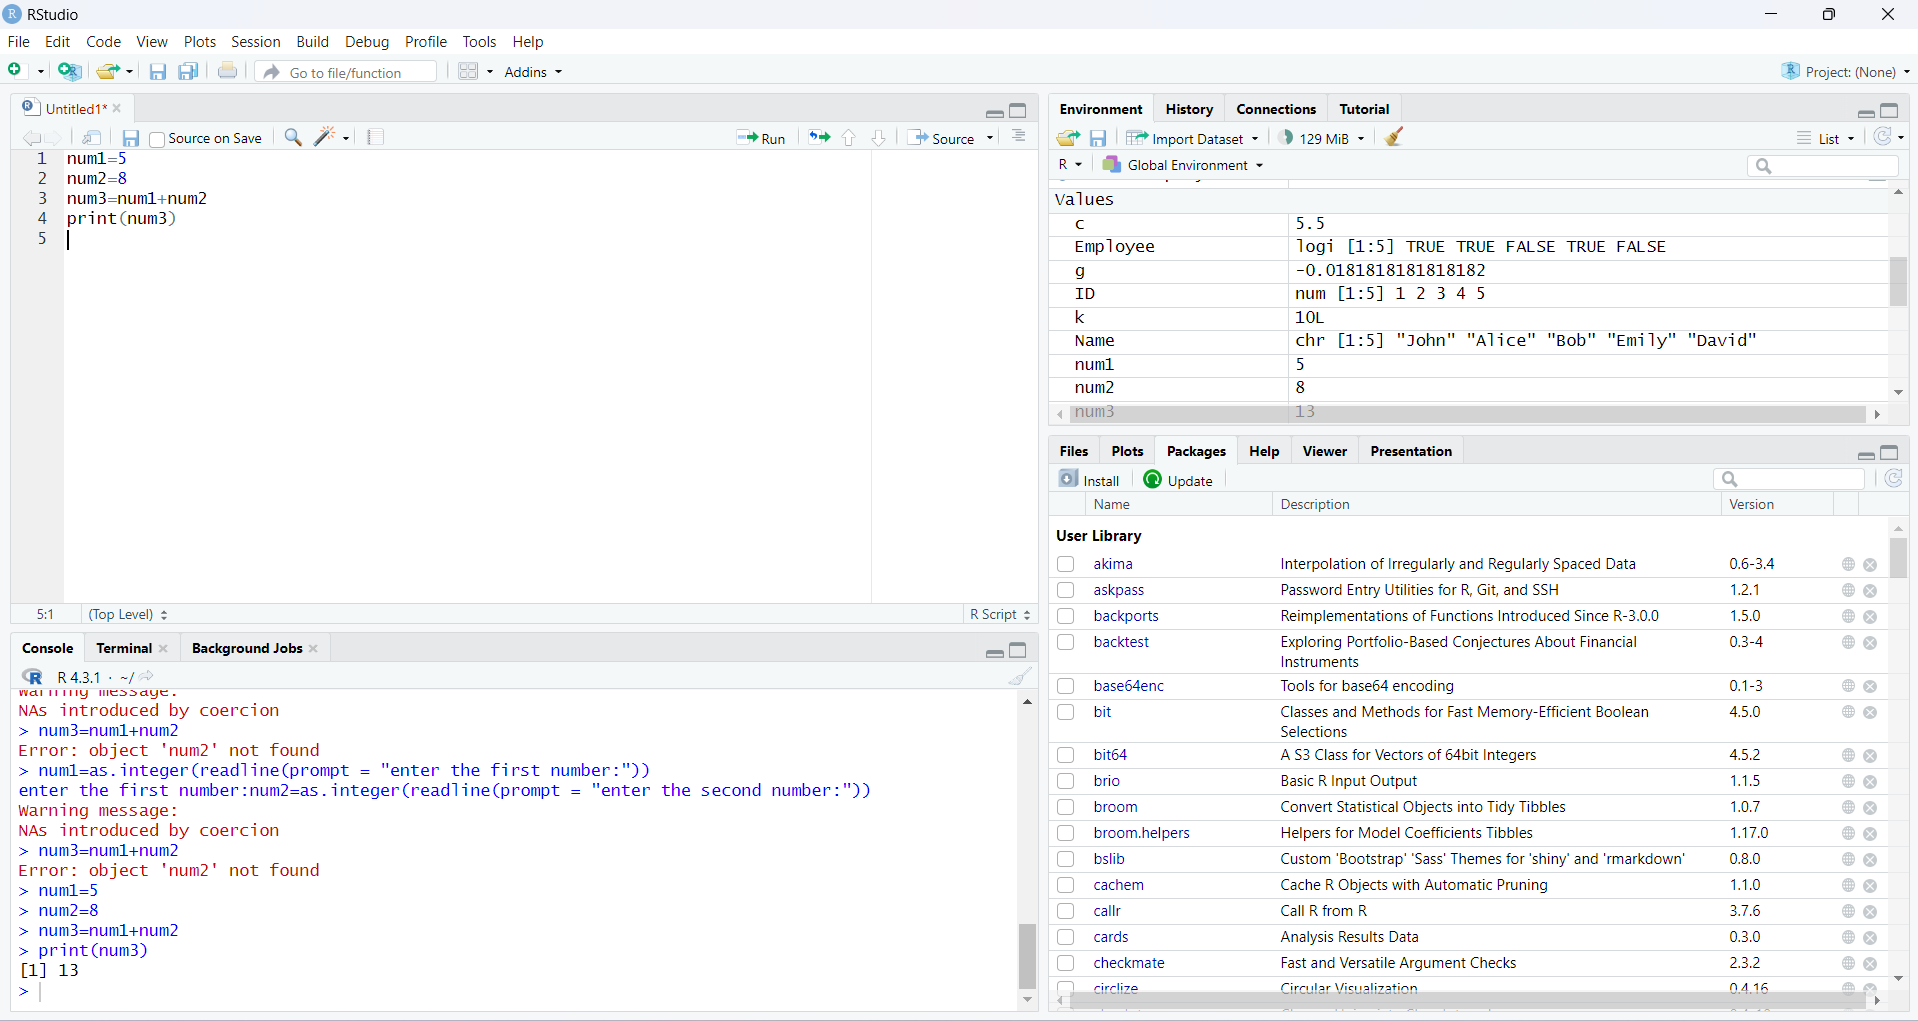 RStudio
File Edit Code View Plots Session Build Debug Profile Tools Help
Go to file/function Addins Project: (None)
Untitled1*
Source on Save Run Source
1 num1=5
2 num2=8
3 num3=num1+num2
4 print(num3)
5
5:1 (Top Level) R Script
Console Terminal Background Jobs
R 4.3.1 · ~/
Warning message:
NAs introduced by coercion
> num3=num1+num2
Error: object 'num2' not found
> num1=as.integer(readline(prompt = "enter the first number:"))
enter the first number:num2=as.integer(readline(prompt = "enter the second number:"))
Warning message:
NAs introduced by coercion
> num3=num1+num2
Error: object 'num2' not found
> num1=5
> num2=8
> num3=num1+num2
> print(num3)
[1] 13
>
Environment History Connections Tutorial
Import Dataset 129 MiB List
R Global Environment
Values
c 5.5
Employee logi [1:5] TRUE TRUE FALSE TRUE FALSE
g -0.0181818181818182
ID num [1:5] 1 2 3 4 5
k 10L
Name chr [1:5] "John" "Alice" "Bob" "Emily" "David"
num1 5
num2 8
num3 13
Files Plots Packages Help Viewer Presentation
Install Update
Name Description Version
User Library
akima Interpolation of Irregularly and Regularly Spaced Data 0.6-3.4
askpass Password Entry Utilities for R, Git, and SSH 1.2.1
backports Reimplementations of Functions Introduced Since R-3.0.0 1.5.0
backtest Exploring Portfolio-Based Conjectures About Financial 0.3-4
Instruments
base64enc Tools for base64 encoding 0.1-3
bit Classes and Methods for Fast Memory-Efficient Boolean 4.5.0
Selections
bit64 A S3 Class for Vectors of 64bit Integers 4.5.2
brio Basic R Input Output 1.1.5
broom Convert Statistical Objects into Tidy Tibbles 1.0.7
broom.helpers Helpers for Model Coefficients Tibbles 1.17.0
bslib Custom 'Bootstrap' 'Sass' Themes for 'shiny' and 'rmarkdown' 0.8.0
cachem Cache R Objects with Automatic Pruning 1.1.0
callr Call R from R 3.7.6
cards Analysis Results Data 0.3.0
checkmate Fast and Versatile Argument Checks 2.3.2
circlize Circular Visualization 0.4.16